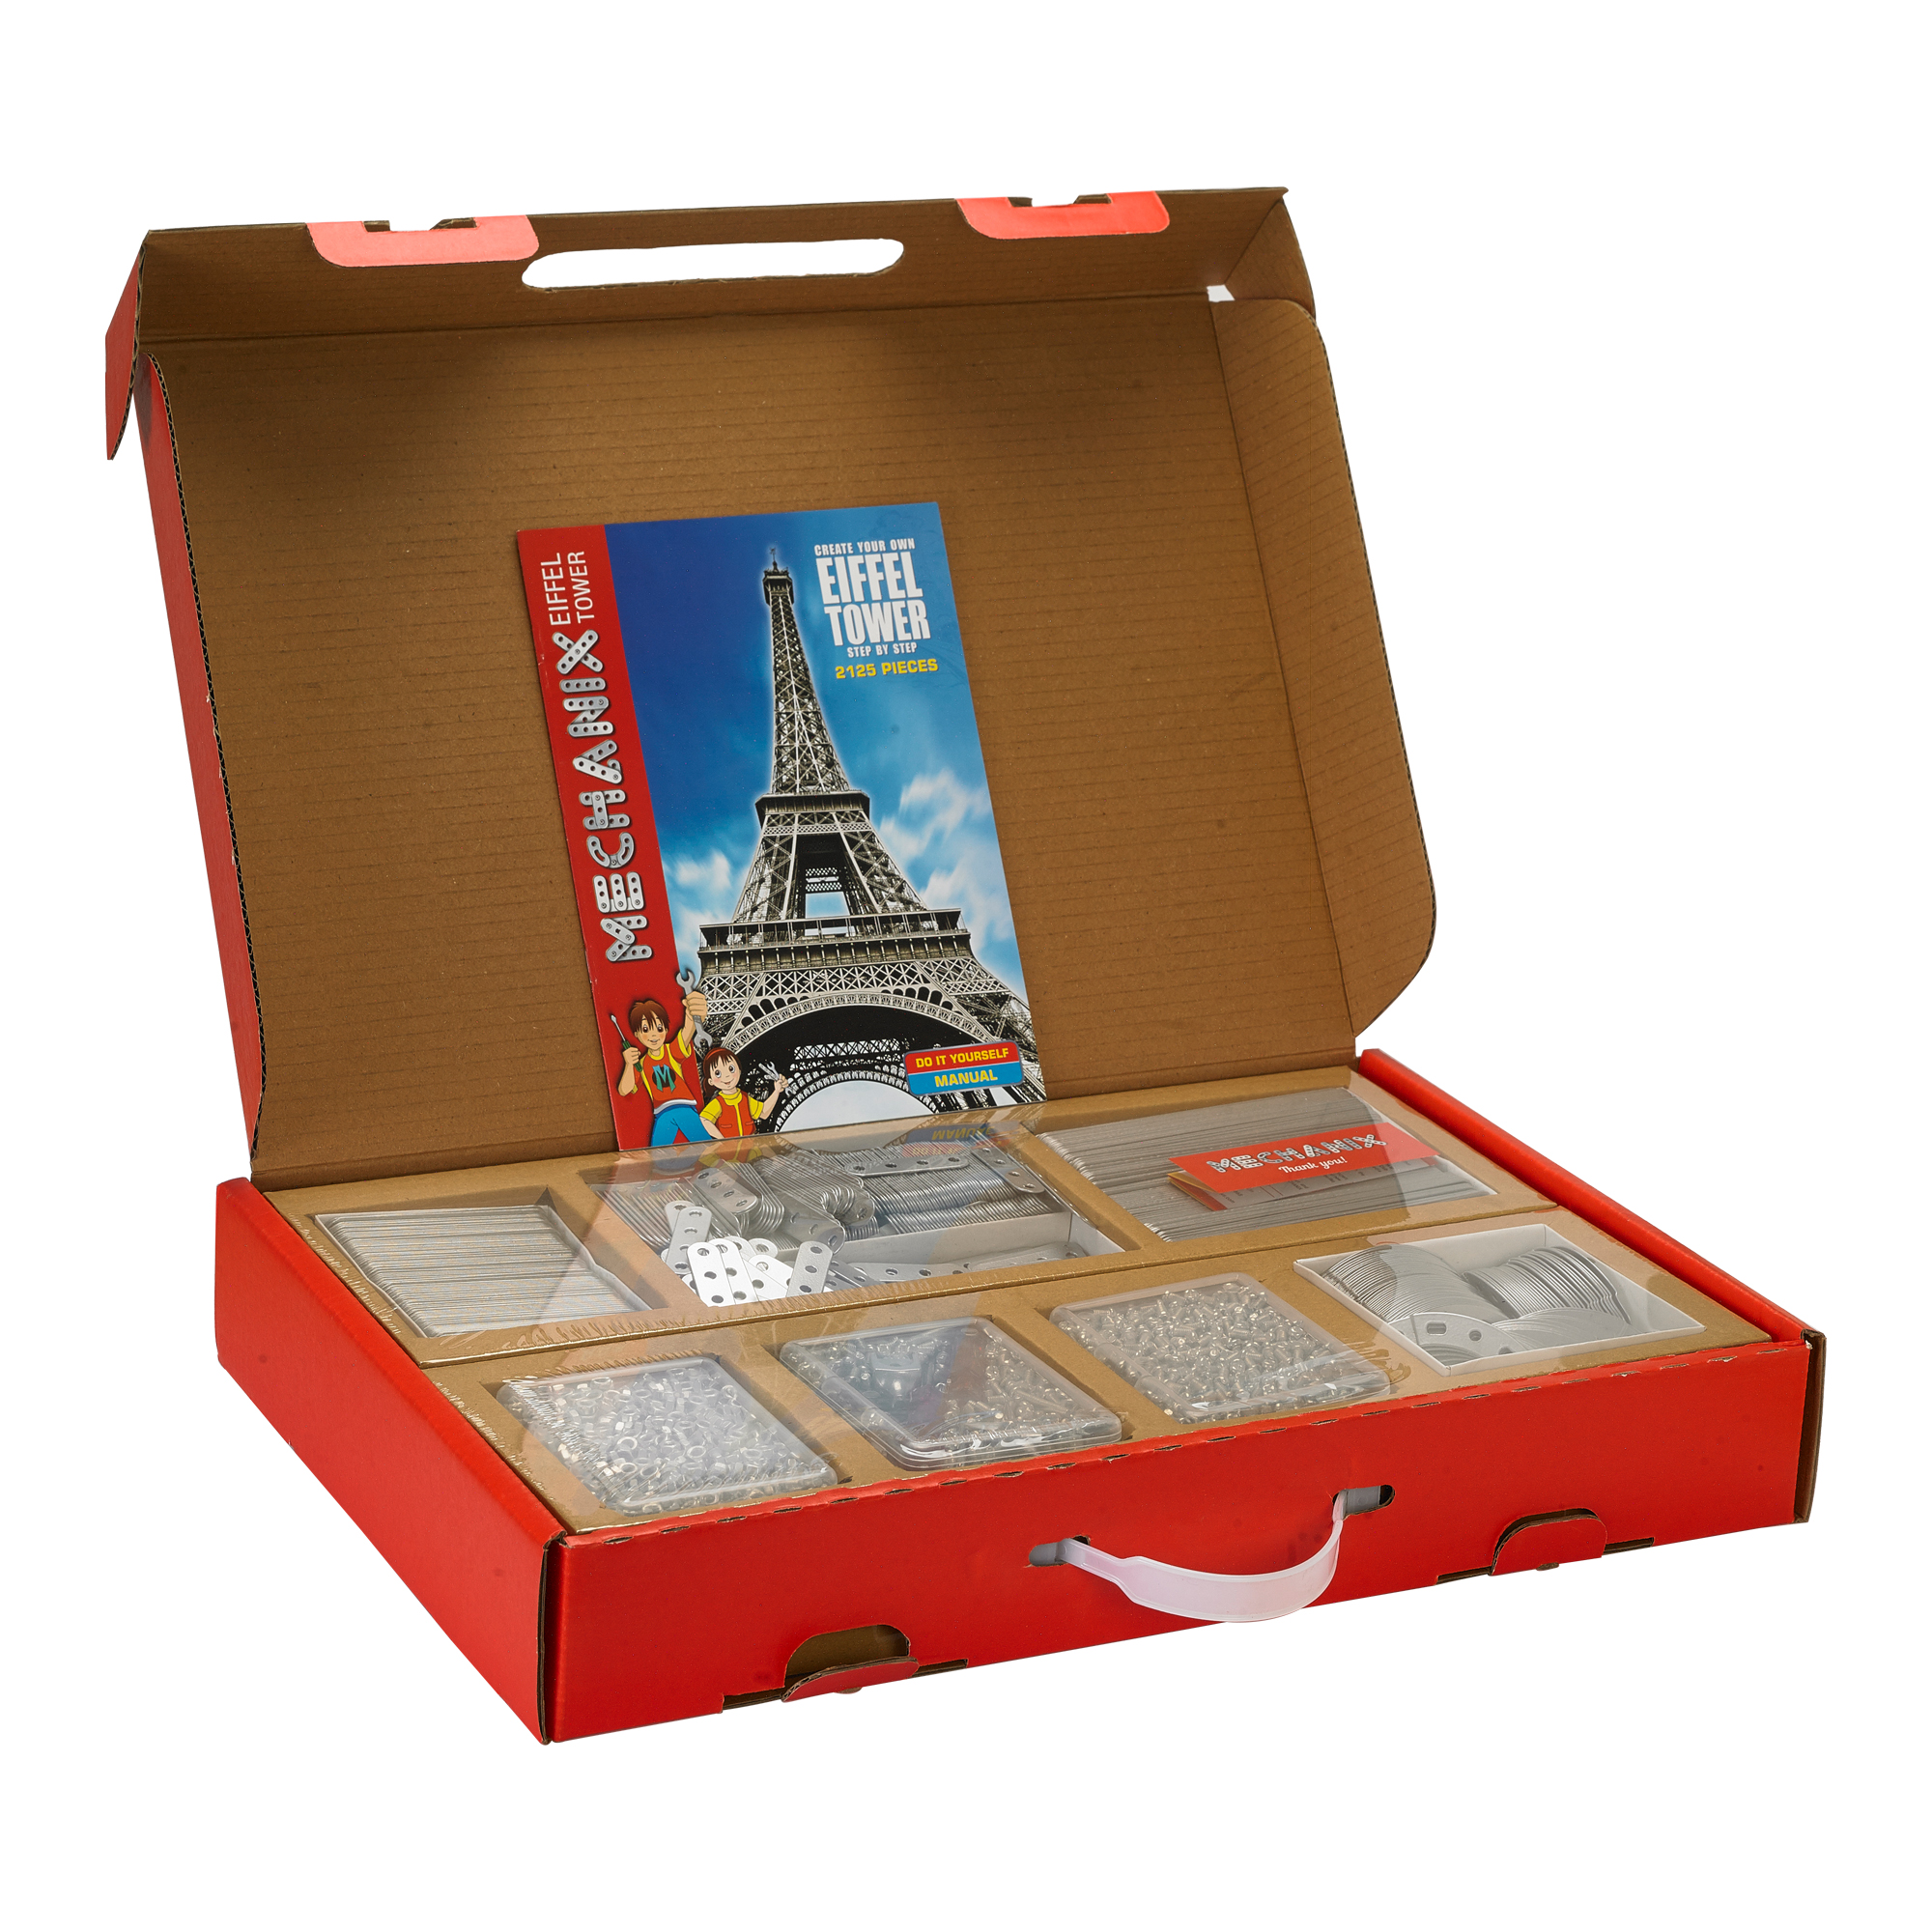 MECHANIX EIFFEL
TOWER
CREATE YOUR OWN
EIFFEL
TOWER
STEP BY STEP
2125 PIECES
M
DO IT YOURSELF
MANUAL
MANUAL
MECHANIX
Thank you!